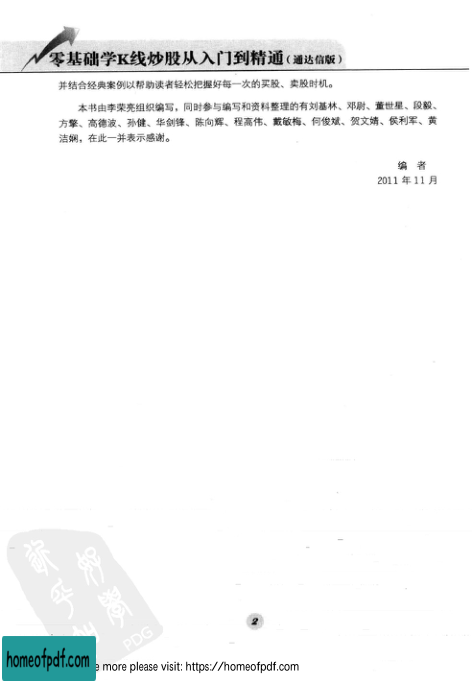 零基础学K线炒股从入门到精通（通达信版）
并结合经典案例以帮助读者轻松把握好每一次的买股、卖股时机。
本书由李荣亮组织编写，同时参与编写和资料整理的有刘基林、邓尉、董世星、段毅、
方擎、高德波、孙健、华剑锋、陈向辉、程高伟、戴敏梅、何俊斌、贺文婧、侯利军、黄
洁娴，在此一并表示感谢。
编 者
2011 年 11 月
PDG
2
homeofpdf.com
e more please visit: https://homeofpdf.com